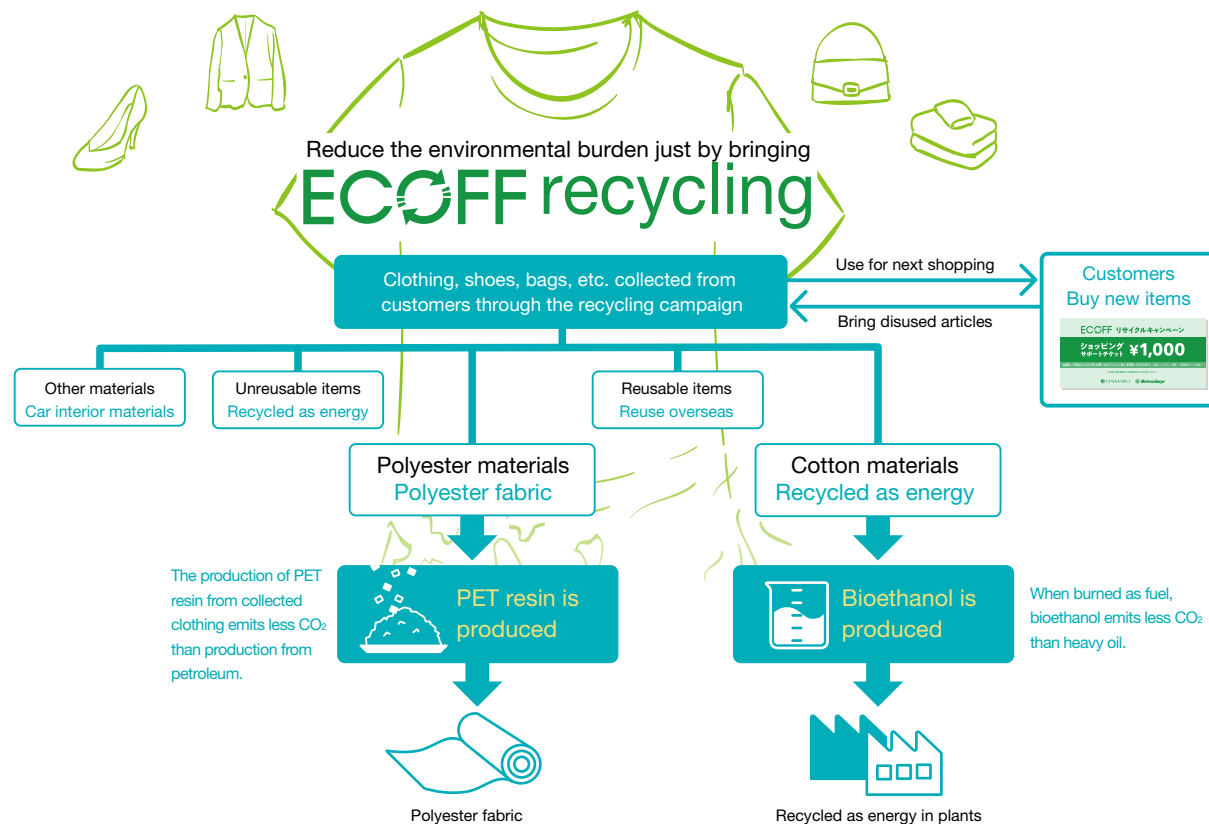 Reduce the environmental burden just by bringing
ECOFF recycling
Clothing, shoes, bags, etc. collected from
customers through the recycling campaign
Use for next shopping
Bring disused articles
Customers
Buy new items
ECOFF リサイクルキャンペーン
ショッピング
サポートチケット ¥1,000
DAIMARU Matsuzakaya
Other materials
Car interior materials
Unreusable items
Recycled as energy
Reusable items
Reuse overseas
Polyester materials
Polyester fabric
Cotton materials
Recycled as energy
The production of PET
resin from collected
clothing emits less CO₂
than production from
petroleum.
PET resin is
produced
Bioethanol is
produced
When burned as fuel,
bioethanol emits less CO₂
than heavy oil.
Polyester fabric
Recycled as energy in plants